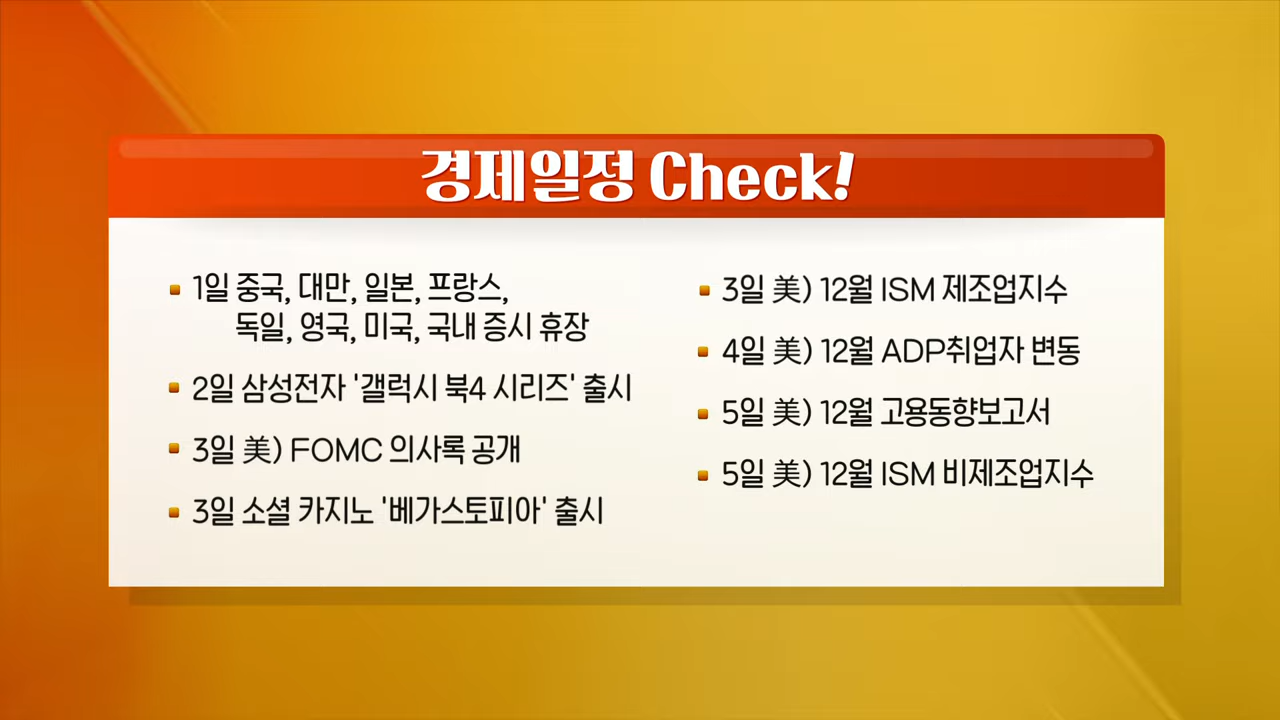 경제일정 Check!
1일 중국, 대만, 일본, 프랑스,
독일, 영국, 미국, 국내 증시 휴장
2일 삼성전자 '갤럭시 북4 시리즈' 출시
3일 美) FOMC 의사록 공개
3일 소셜 카지노 '베가스토피아' 출시
3일 美) 12월 ISM 제조업지수
4일 美) 12월 ADP취업자 변동
5일 美) 12월 고용동향보고서
5일 美) 12월 ISM 비제조업지수